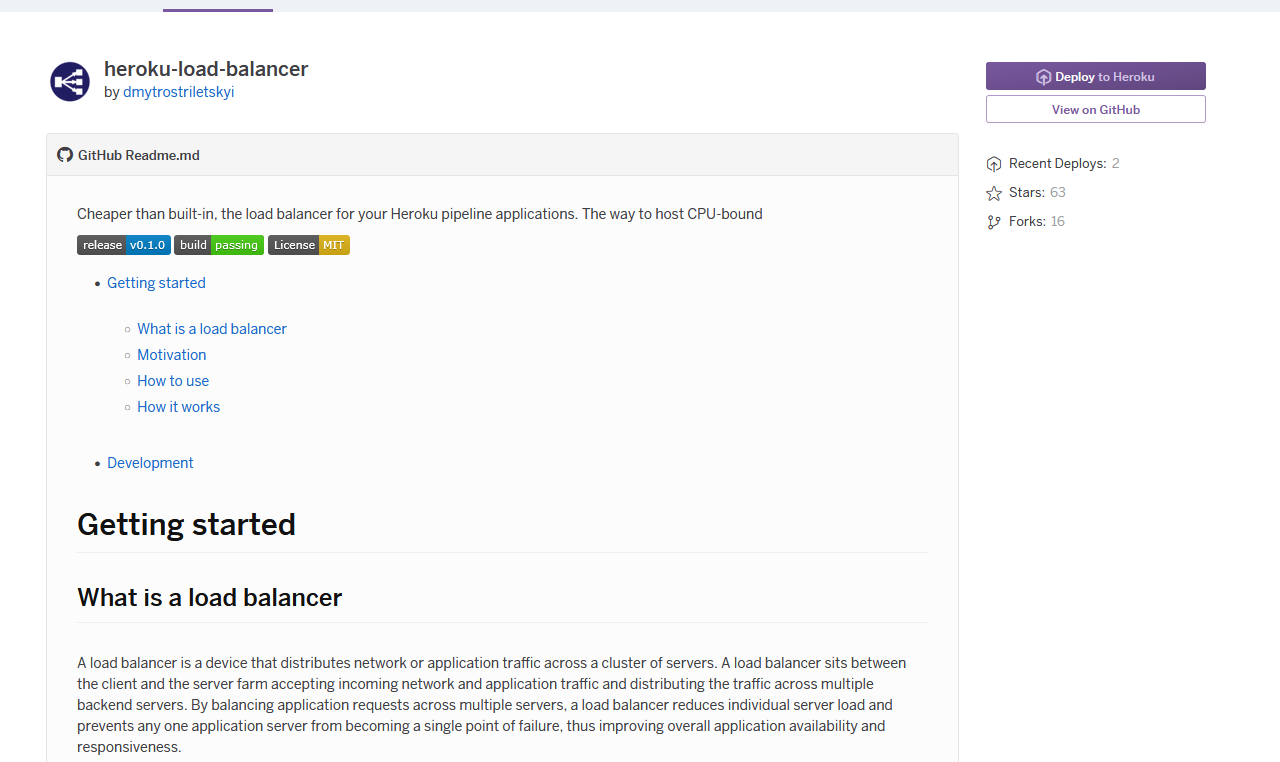 heroku-load-balancer
by dmytrostriletskyi
Deploy to Heroku
View on GitHub
Recent Deploys: 2
Stars: 63
Forks: 16
GitHub Readme.md
Cheaper than built-in, the load balancer for your Heroku pipeline applications. The way to host CPU-bound
release v0.1.0 build passing License MIT
Getting started
What is a load balancer
Motivation
How to use
How it works
Development
Getting started
What is a load balancer
A load balancer is a device that distributes network or application traffic across a cluster of servers. A load balancer sits between
the client and the server farm accepting incoming network and application traffic and distributing the traffic across multiple
backend servers. By balancing application requests across multiple servers, a load balancer reduces individual server load and
prevents any one application server from becoming a single point of failure, thus improving overall application availability and
responsiveness.